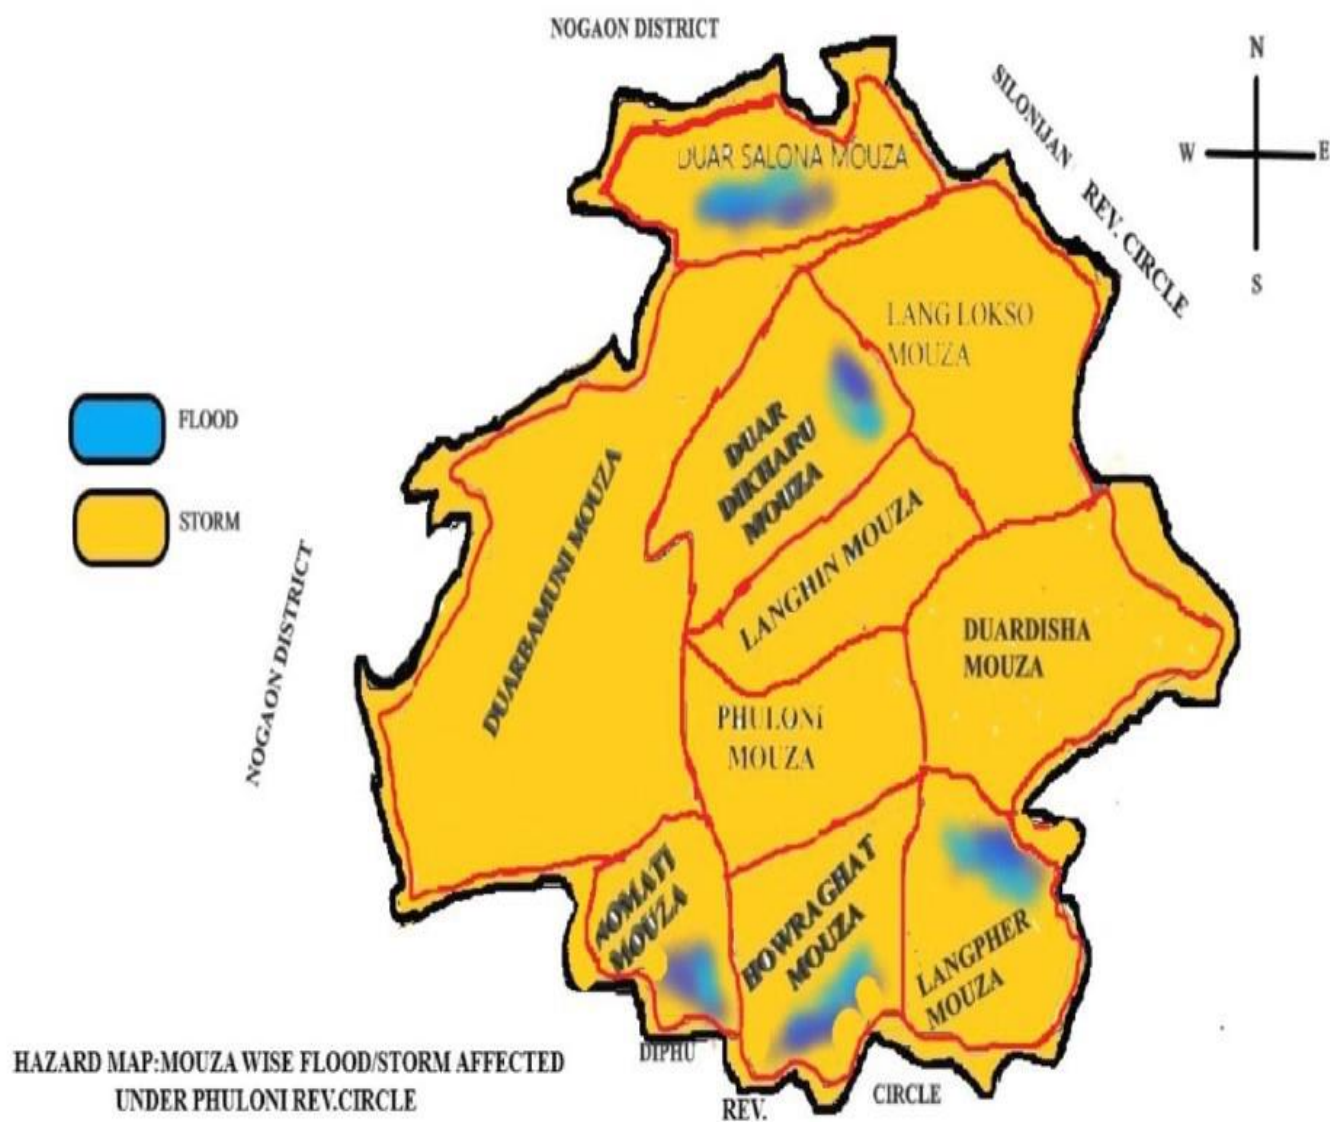 NOGAON DISTRICT
N
W
E
S
SILONIJAN REV. CIRCLE
DUAR SALONA MOUZA
LANG LOKSO
MOUZA
FLOOD
STORM
DUAR
DIKHARU
MOUZA
DUARBAMUNI MOUZA
LANGHIN MOUZA
NOGAON DISTRICT
DUARDISHA
MOUZA
PHULONi
MOUZA
NOMATI
MOUZA
HOWRAGHAT
MOUZA
LANGPHER
MOUZA
HAZARD MAP:MOUZA WISE FLOOD/STORM AFFECTED
UNDER PHULONI REV.CIRCLE
DIPHU
REV.
CIRCLE